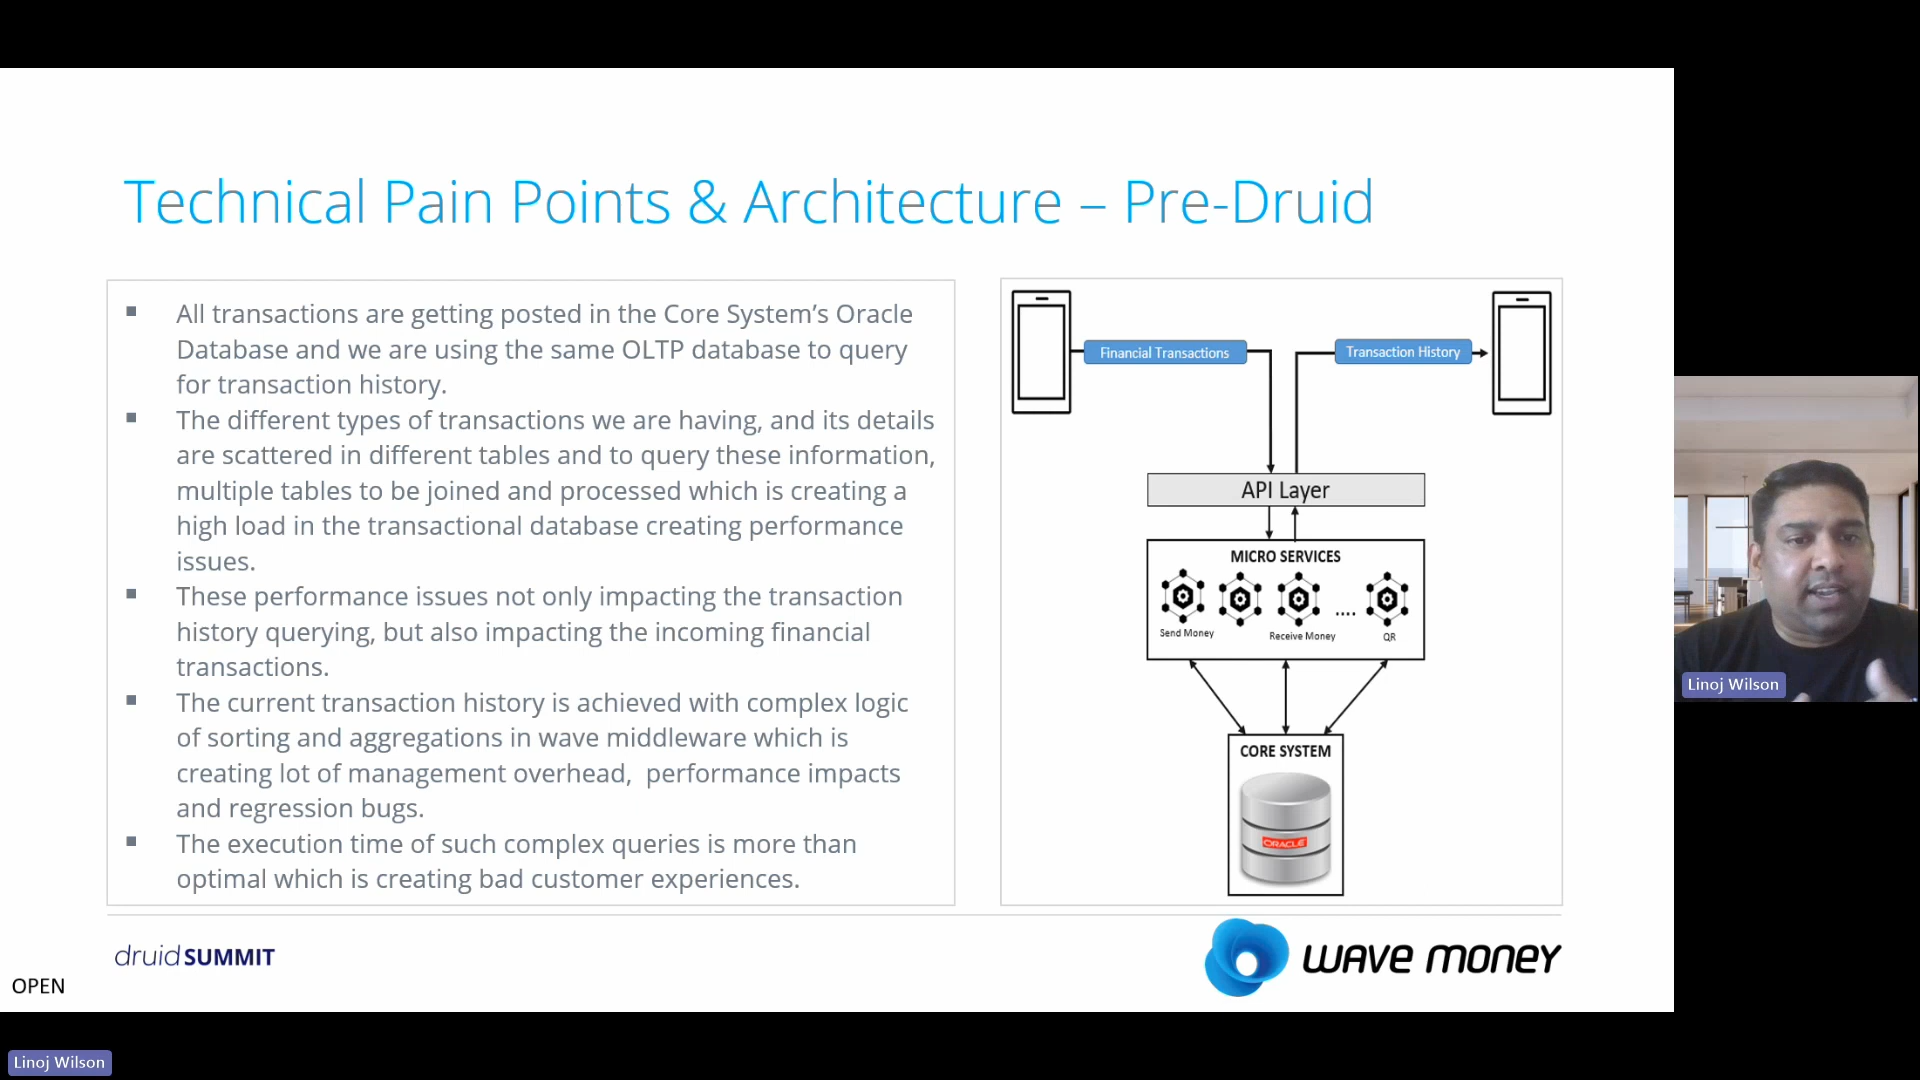 Technical Pain Points & Architecture – Pre-Druid
▪ All transactions are getting posted in the Core System’s Oracle
Database and we are using the same OLTP database to query
for transaction history.
▪ The different types of transactions we are having, and its details
are scattered in different tables and to query these information,
multiple tables to be joined and processed which is creating a
high load in the transactional database creating performance
issues.
▪ These performance issues not only impacting the transaction
history querying, but also impacting the incoming financial
transactions.
▪ The current transaction history is achieved with complex logic
of sorting and aggregations in wave middleware which is
creating lot of management overhead,  performance impacts
and regression bugs.
▪ The execution time of such complex queries is more than
optimal which is creating bad customer experiences.
Financial Transactions
Transaction History
API Layer
MICRO SERVICES
....
Send Money
Receive Money
QR
CORE SYSTEM
ORACLE
druid SUMMIT
WAVE MONEY
OPEN
Linoj Wilson
Linoj Wilson